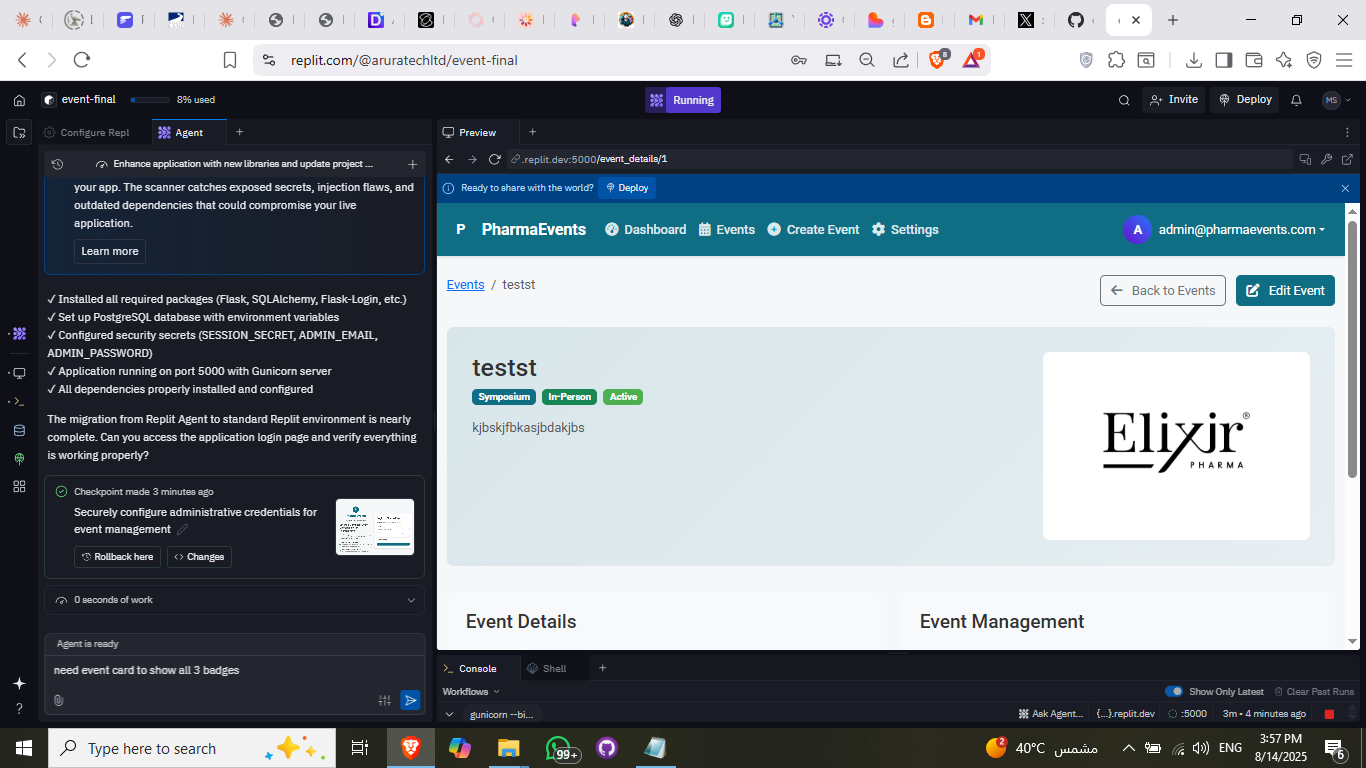 replit.com/@aruratechltd/event-final
8
1
event-final
8% used
Running
Invite
Deploy
MS
Configure Repl
Agent
Preview
Enhance application with new libraries and update project ...
.replit.dev:5000/event_details/1
your app. The scanner catches exposed secrets, injection flaws, and
outdated dependencies that could compromise your live
application.
Learn more
Ready to share with the world?
Deploy
P
PharmaEvents
Dashboard
Events
Create Event
Settings
A
admin@pharmaevents.com
Events / testst
Back to Events
Edit Event
✓ Installed all required packages (Flask, SQLAlchemy, Flask-Login, etc.)
✓ Set up PostgreSQL database with environment variables
✓ Configured security secrets (SESSION_SECRET, ADMIN_EMAIL,
ADMIN_PASSWORD)
✓ Application running on port 5000 with Gunicorn server
✓ All dependencies properly installed and configured
The migration from Replit Agent to standard Replit environment is nearly
complete. Can you access the application login page and verify everything
is working properly?
testst
Symposium
In-Person
Active
kjbskjfbkasjbdakjbs
Elixir®
PHARMA
Checkpoint made 3 minutes ago
Securely configure administrative credentials for
event management
Rollback here
Changes
0 seconds of work
Agent is ready
need event card to show all 3 badges
Event Details
Event Management
Console
Shell
Workflows
Show Only Latest
Clear Past Runs
gunicorn --bi...
Ask Agent...
{...}.replit.dev
:5000
3m • 4 minutes ago
Type here to search
99+
2
40°C مشمس
ENG
3:57 PM
8/14/2025
6